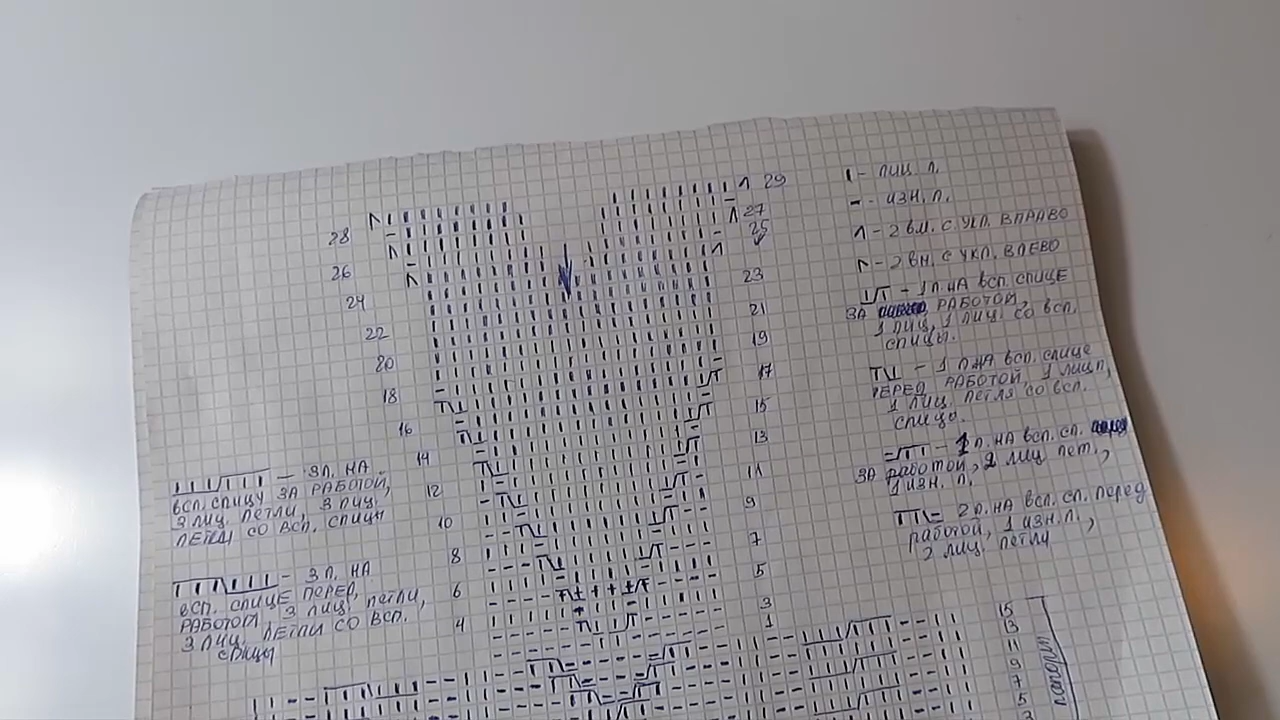 29
28
27
25
26
23
24
21
22
19
20
17
18
15
16
13
14
11
12
9
10
7
8
5
6
3
4
1
I - ЛИЦ П.
– - ИЗН. П.
- 2 ВМ. С УКЛ. ВПРАВО
- 2 ВМ. С УКЛ. ВЛЕВО
- 1 П. НА ВСП. СПИЦЕ
ЗА РАБОТОЙ,
1 ЛИЦ, 1 ЛИЦ. СО ВСП.
СПИЦЫ.
- 1 П. НА ВСП. СПИЦЕ
ПЕРЕД РАБОТОЙ, 1 ЛИЦ П,
1 ЛИЦ. ПЕТЛЯ СО ВСП.
СПИЦЫ.
- 1 П. НА ВСП. СП.
ЗА РАБОТОЙ, 2 ЛИЦ ПЕТ.,
1 ИЗН. П.
2 П. НА ВСП. СП. ПЕРЕД
РАБОТОЙ, 1 ИЗН. П.,
2 ЛИЦ. ПЕТЛИ
- 3 П. НА
ВСП. СПИЦУ ЗА РАБОТОЙ,
3 ЛИЦ. ПЕТЛИ, 3 ЛИЦ.
ПЕТЛИ СО ВСП. СПИЦЫ
- 3 П. НА
ВСП. СПИЦЕ ПЕРЕД
РАБОТОЙ, 3 ЛИЦ. ПЕТЛИ,
3 ЛИЦ. ПЕТЛИ СО ВСП.
СПИЦЫ
15
13
11
9
7
5
3